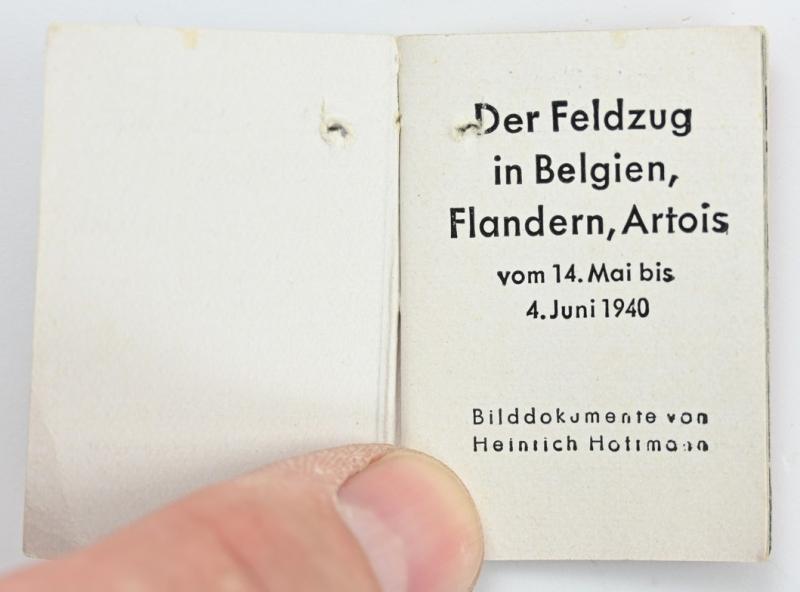 Der Feldzug
in Belgien,
Flandern, Artois
vom 14. Mai bis
4. Juni 1940
Bilddokumente von
Heinrich Hoffmann